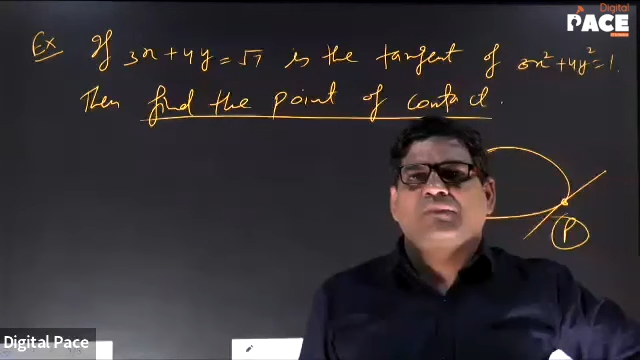 Digital
PACE
Ex If 3x + 4y = √7 is the tangent of 3x² + 4y² = 1.
Then find the point of contact.
P
Digital Pace